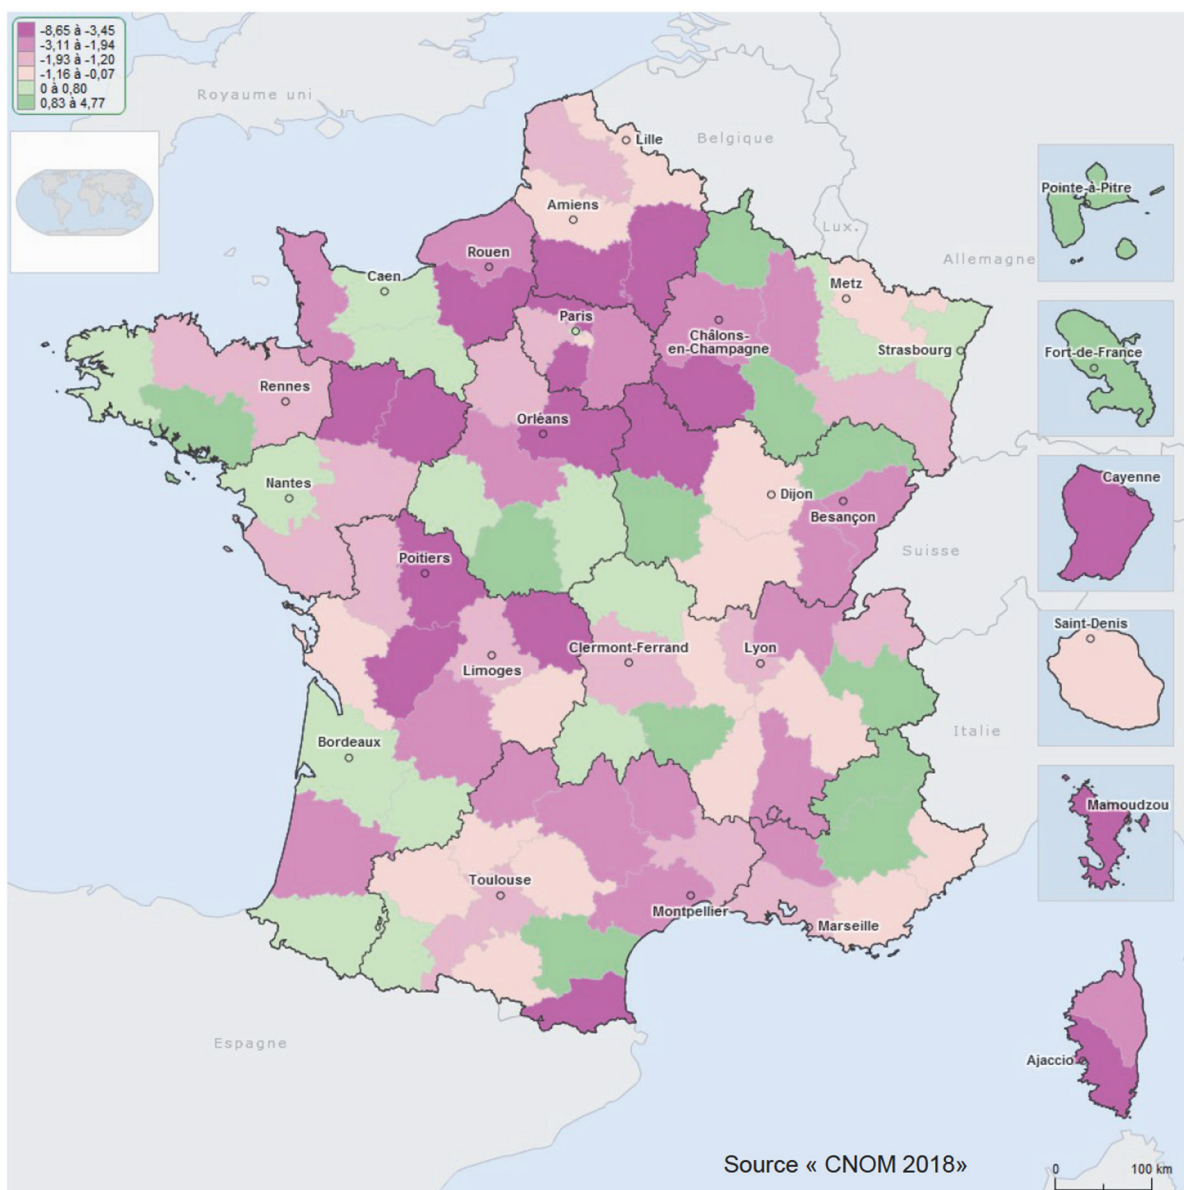 -8,65 à -3,45
-3,11 à -1,94
-1,93 à -1,20
-1,16 à -0,07
0 à 0,80
0,83 à 4,77
Royaume uni
Belgique
Lille
Pointe-à-Pitre
Amiens
Lux.
Rouen
Allemagne
Caen
Metz
Paris
Châlons-
en-Champagne
Strasbourg
Fort-de-France
Rennes
Orléans
Cayenne
Nantes
Dijon
Besançon
Suisse
Poitiers
Saint-Denis
Clermont-Ferrand
Lyon
Limoges
Italie
Bordeaux
Mamoudzou
Toulouse
Montpellier
Marseille
Espagne
Ajaccio
Source « CNOM 2018»
0 100 km